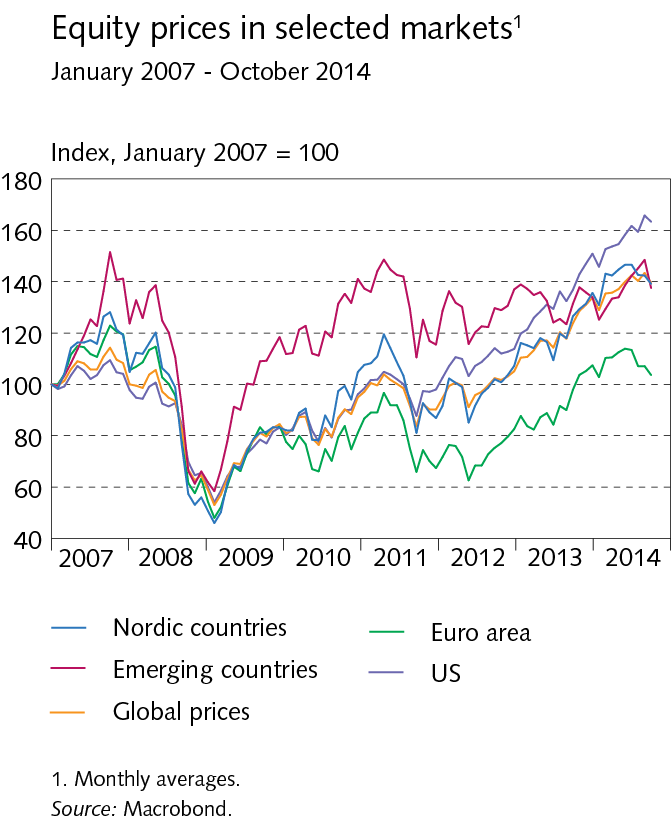 Equity prices in selected markets¹
January 2007 - October 2014
Index, January 2007 = 100
180
160
140
120
100
80
60
40
2007 2008 2009 2010 2011 2012 2013 2014
Nordic countries
Emerging countries
Global prices
Euro area
US
1. Monthly averages.
Source: Macrobond.